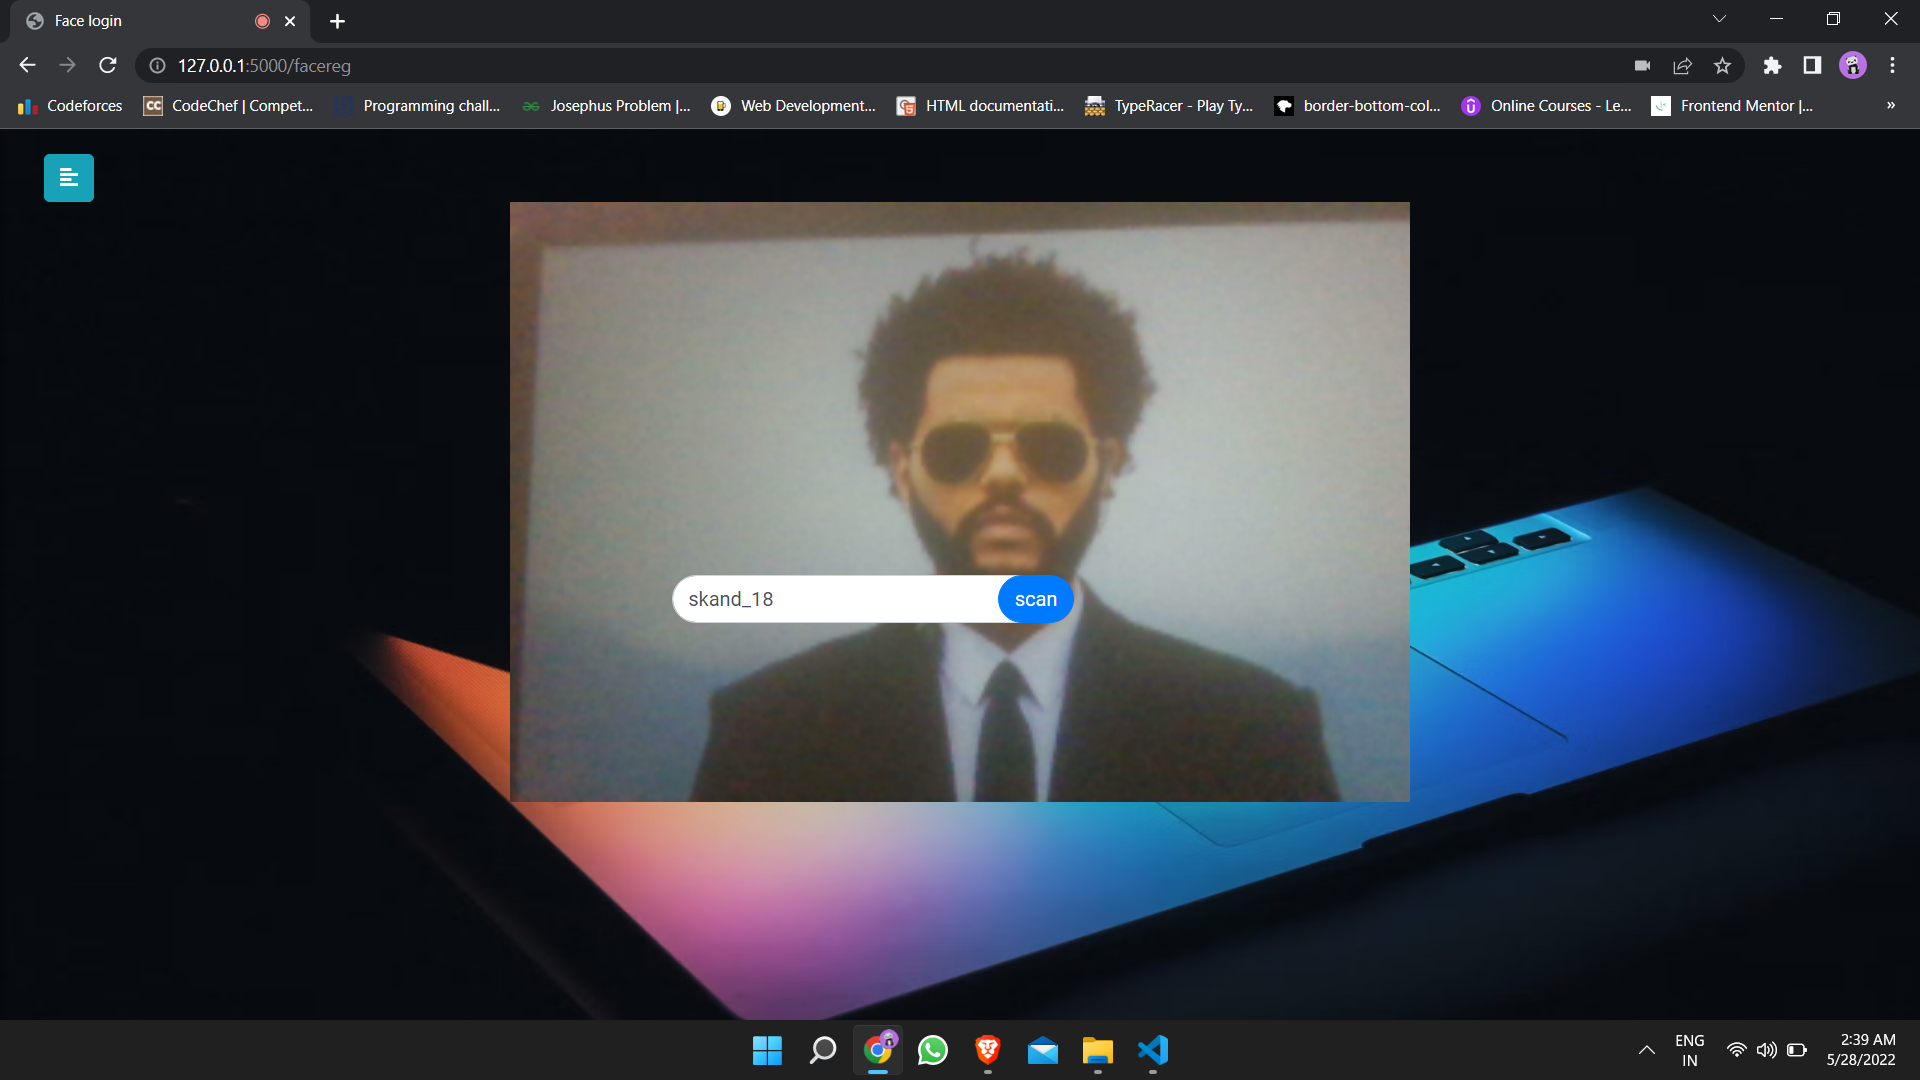 Face login
127.0.0.1:5000/facereg
Codeforces
CC
CodeChef | Compet...
Programming chall...
Josephus Problem |...
Web Development...
HTML documentati...
TypeRacer - Play Ty...
border-bottom-col...
Online Courses - Le...
Frontend Mentor |...
»
skand_18
scan
ENG
IN
2:39 AM
5/28/2022